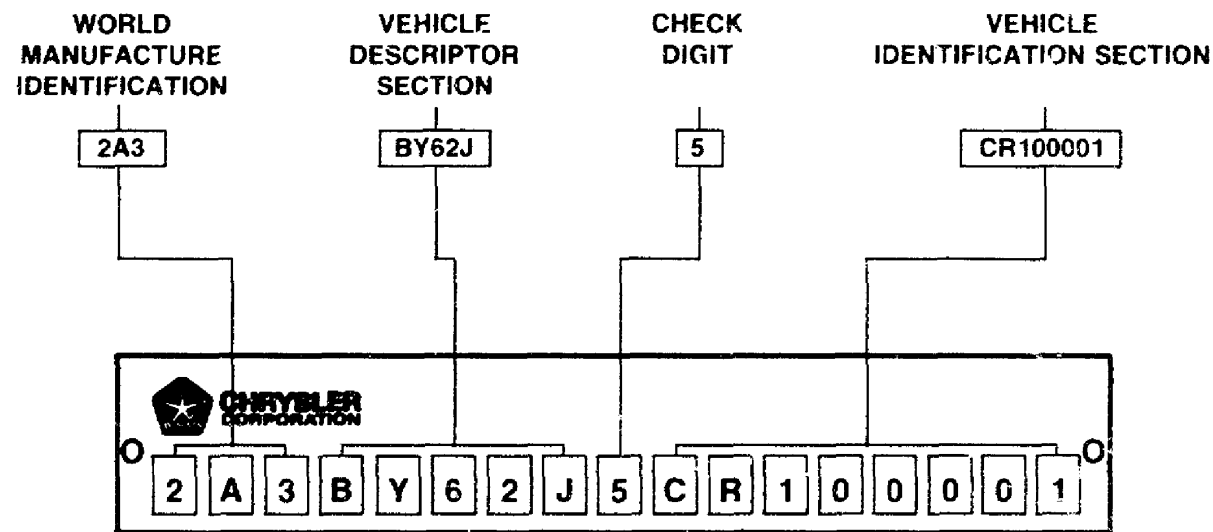 WORLD
MANUFACTURE
IDENTIFICATION
2A3
VEHICLE
DESCRIPTOR
SECTION
BY62J
CHECK
DIGIT
5
VEHICLE
IDENTIFICATION SECTION
CR100001
CHRYSLER
CORPORATION
2 A 3 B Y 6 2 J 5 C R 1 0 0 0 0 1